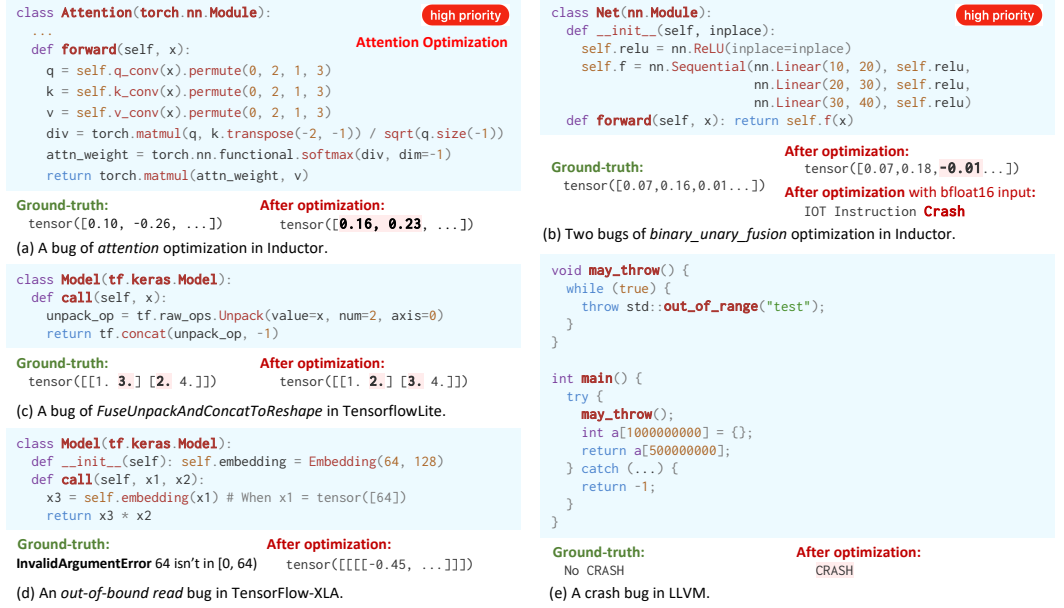 class Attention(torch.nn.Module):
high priority
...
Attention Optimization
def forward(self, x):
q = self.q_conv(x).permute(0, 2, 1, 3)
k = self.k_conv(x).permute(0, 2, 1, 3)
v = self.v_conv(x).permute(0, 2, 1, 3)
div = torch.matmul(q, k.transpose(-2, -1)) / sqrt(q.size(-1))
attn_weight = torch.nn.functional.softmax(div, dim=-1)
return torch.matmul(attn_weight, v)
Ground-truth:
tensor([0.10, -0.26, ...])
After optimization:
tensor([0.16, 0.23, ...])
(a) A bug of attention optimization in Inductor.
class Net(nn.Module):
high priority
def __init__(self, inplace):
self.relu = nn.ReLU(inplace=inplace)
self.f = nn.Sequential(nn.Linear(10, 20), self.relu,
nn.Linear(20, 30), self.relu,
nn.Linear(30, 40), self.relu)
def forward(self, x): return self.f(x)
Ground-truth:
tensor([0.07,0.16,0.01...])
After optimization:
tensor([0.07,0.18,-0.01...])
After optimization with bfloat16 input:
IOT Instruction Crash
(b) Two bugs of binary_unary_fusion optimization in Inductor.
class Model(tf.keras.Model):
def call(self, x):
unpack_op = tf.raw_ops.Unpack(value=x, num=2, axis=0)
return tf.concat(unpack_op, -1)
Ground-truth:
tensor([[1. 3.] [2. 4.]])
After optimization:
tensor([[1. 2.] [3. 4.]])
(c) A bug of FuseUnpackAndConcatToReshape in TensorflowLite.
class Model(tf.keras.Model):
def __init__(self): self.embedding = Embedding(64, 128)
def call(self, x1, x2):
x3 = self.embedding(x1) # When x1 = tensor([64])
return x3 * x2
Ground-truth:
InvalidArgumentError 64 isn't in [0, 64)
After optimization:
tensor([[[[-0.45, ...]]])
(d) An out-of-bound read bug in TensorFlow-XLA.
void may_throw() {
while (true) {
throw std::out_of_range("test");
}
}
int main() {
try {
may_throw();
int a[1000000000] = {};
return a[500000000];
} catch (...) {
return -1;
}
}
Ground-truth:
No CRASH
After optimization:
CRASH
(e) A crash bug in LLVM.